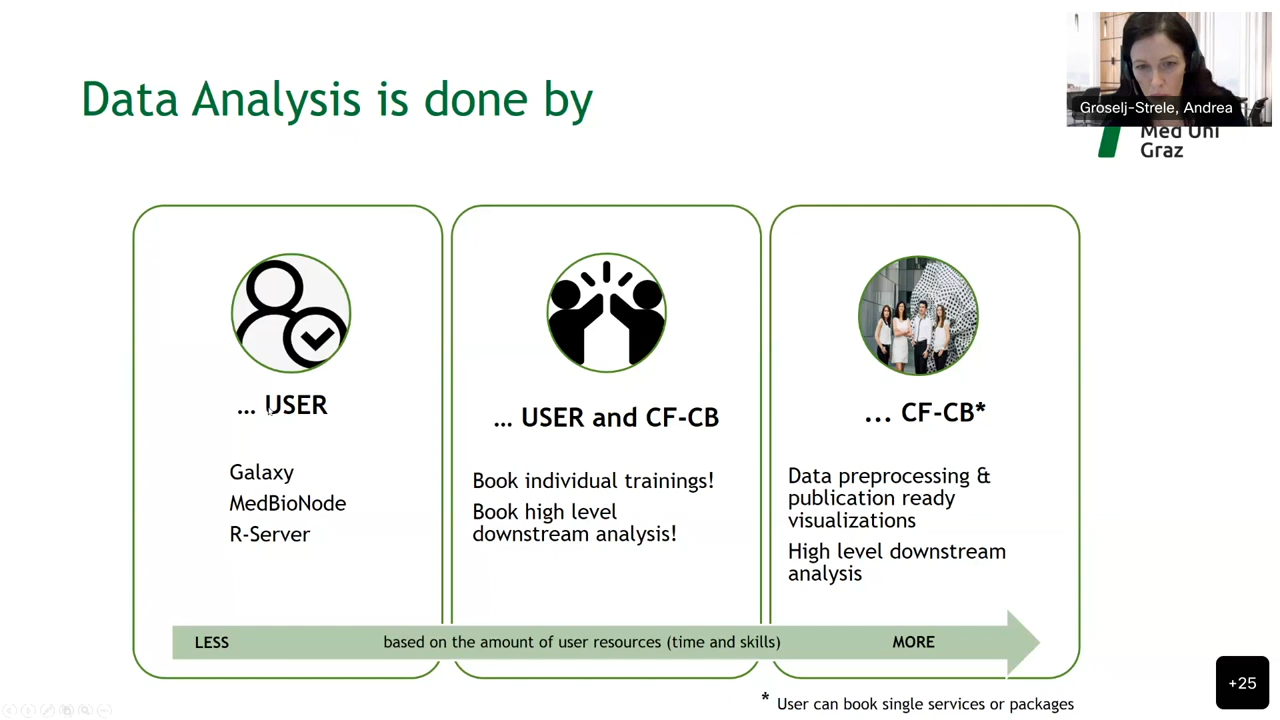 Data Analysis is done by
Groselj-Strele, Andrea
Med Uni
Graz
... USER
Galaxy
MedBioNode
R-Server
... USER and CF-CB
Book individual trainings!
Book high level
downstream analysis!
... CF-CB*
Data preprocessing &
publication ready
visualizations
High level downstream
analysis
LESS
based on the amount of user resources (time and skills)
MORE
* User can book single services or packages
+25